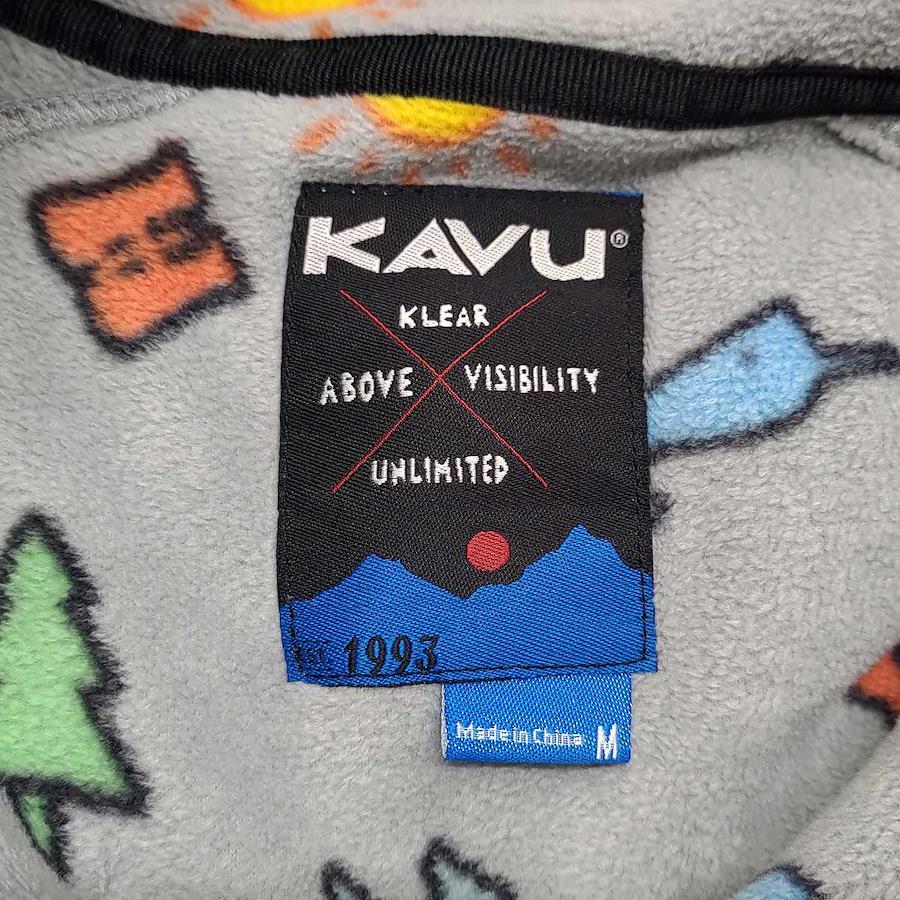 KAVU®
KLEAR
ABOVE VISIBILITY
UNLIMITED
EST. 1993
Made in China M